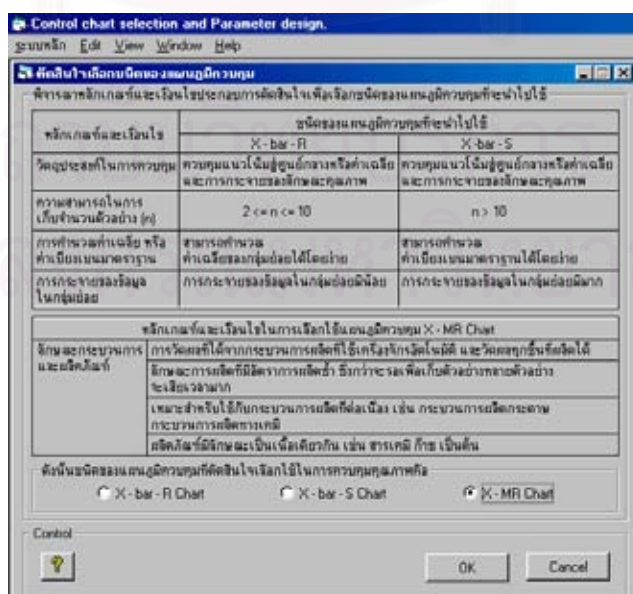 Control chart selection and Parameter design.
ระบบหลัก Edit View Window Help
ตัดสินใจเลือกชนิดของแผนภูมิควบคุม
พิจารณาหลักเกณฑ์และเงื่อนไขประกอบการตัดสินใจเพื่อเลือกชนิดของแผนภูมิควบคุมที่จะนำไปใช้
หลักเกณฑ์และเงื่อนไข
ชนิดของแผนภูมิควบคุมที่จะนำไปใช้
X - bar - R
X -bar -S
วัตถุประสงค์ในการควบคุม
ควบคุมแนวโน้มสู่ศูนย์กลางหรือค่าเฉลี่ย
และการกระจายของลักษณะคุณภาพ
ควบคุมแนวโน้มสู่ศูนย์กลางหรือค่าเฉลี่ย
และการกระจายของลักษณะคุณภาพ
ความสามารถในการ
เก็บจำนวนตัวอย่าง (n)
2 <= n <= 10
n > 10
การคำนวณค่าเฉลี่ย หรือ
ค่าเบี่ยงเบนมาตราฐาน
สามารถคำนวณ
ค่าเฉลี่ยของกลุ่มย่อยได้โดยง่าย
สามารถคำนวณ
ค่าเบี่ยงเบนมาตราฐานได้โดยง่าย
การกระจายของข้อมูล
ในกลุ่มย่อย
การกระจายของข้อมูลในกลุ่มย่อยมีน้อย
การกระจายของข้อมูลในกลุ่มย่อยมีมาก
หลักเกณฑ์และเงื่อนไขในการเลือกใช้แผนภูมิควบคุม X - MR Chart
ลักษณะกระบวนการ
และผลิตภัณฑ์
การวัดผลที่ได้จากกระบวนการผลิตที่ใช้เครื่องจักรอัตโนมัติ และวัดผลทุกชิ้นที่ผลิตได้
ลักษณะการผลิตที่มีอัตราการผลิตช้า ซึ่งกว่าจะรอเพื่อเก็บตัวอย่างหลายตัวอย่าง
จะเสียเวลามาก
เหมาะสำหรับใช้กับกระบวนการผลิตที่ต่อเนื่อง เช่น กระบวนการผลิตกระดาษ
กระบวนการผลิตทางเคมี
ผลิตภัณฑ์มีลักษณะเป็นเนื้อเดียวกัน เช่น สารเคมี ก๊าซ เป็นต้น
ดังนั้นชนิดของแผนภูมิควบคุมที่ตัดสินใจเลือกใช้ในการควบคุมคุณภาพคือ
X - bar - R Chart
X - bar - S Chart
X - MR Chart
Control
?
OK
Cancel